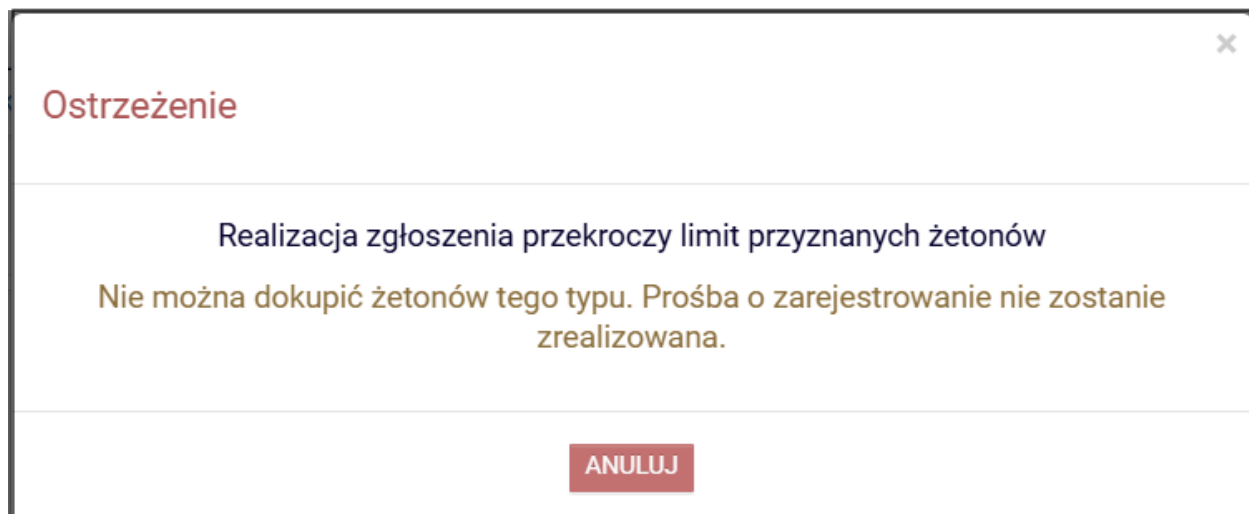 Ostrzeżenie
Realizacja zgłoszenia przekroczy limit przyznanych żetonów
Nie można dokupić żetonów tego typu. Prośba o zarejestrowanie nie zostanie
zrealizowana.
ANULUJ